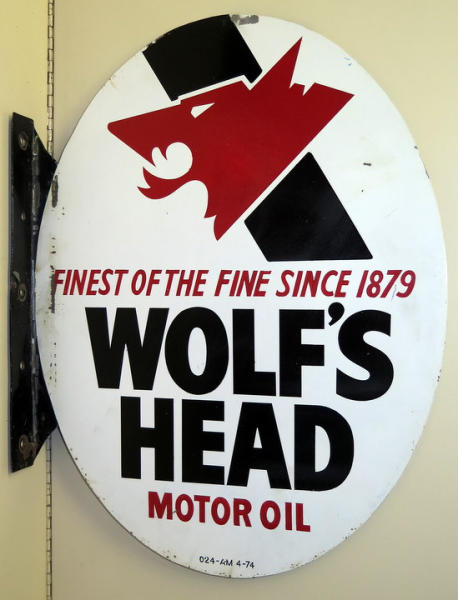 FINEST OF THE FINE SINCE 1879
WOLF'S
HEAD
MOTOR OIL
024-AM 4-74